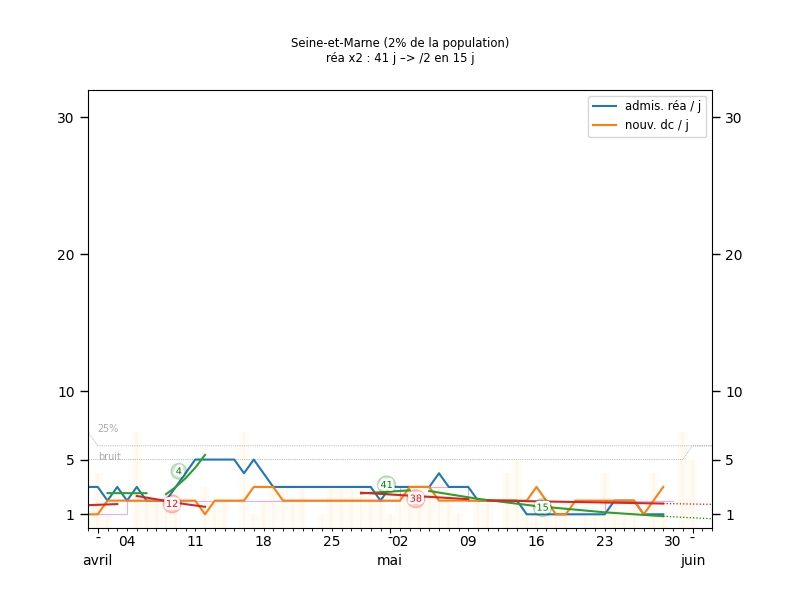 Seine-et-Marne (2% de la population)
réa x2 : 41 j –> /2 en 15 j
admis. réa / j
nouv. dc / j
30 30
20 20
10 10
25%
bruit
5 5
4
41
12
38
15
1 1
- 04 11 18 25 -02 09 16 23 30 -
avril mai juin